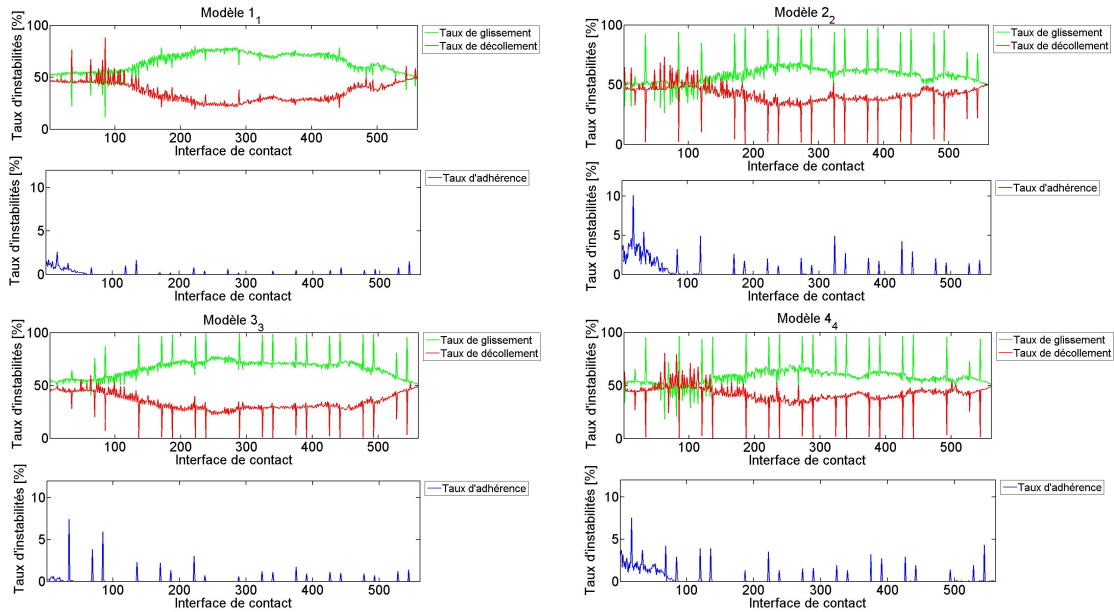 Modèle 1₁
Taux d'instabilités [%]
100
50
0
100 200 300 400 500
Interface de contact
Taux de glissement
Taux de décollement
Taux d'instabilités [%]
10
5
0
100 200 300 400 500
Interface de contact
Taux d'adhérence
Modèle 2₂
Taux d'instabilités [%]
100
50
0
100 200 300 400 500
Interface de contact
Taux de glissement
Taux de décollement
Taux d'instabilités [%]
10
5
0
100 200 300 400 500
Interface de contact
Taux d'adhérence
Modèle 3₃
Taux d'instabilités [%]
100
50
0
100 200 300 400 500
Interface de contact
Taux de glissement
Taux de décollement
Taux d'instabilités [%]
10
5
0
100 200 300 400 500
Interface de contact
Taux d'adhérence
Modèle 4₄
Taux d'instabilités [%]
100
50
0
100 200 300 400 500
Interface de contact
Taux de glissement
Taux de décollement
Taux d'instabilités [%]
10
5
0
100 200 300 400 500
Interface de contact
Taux d'adhérence